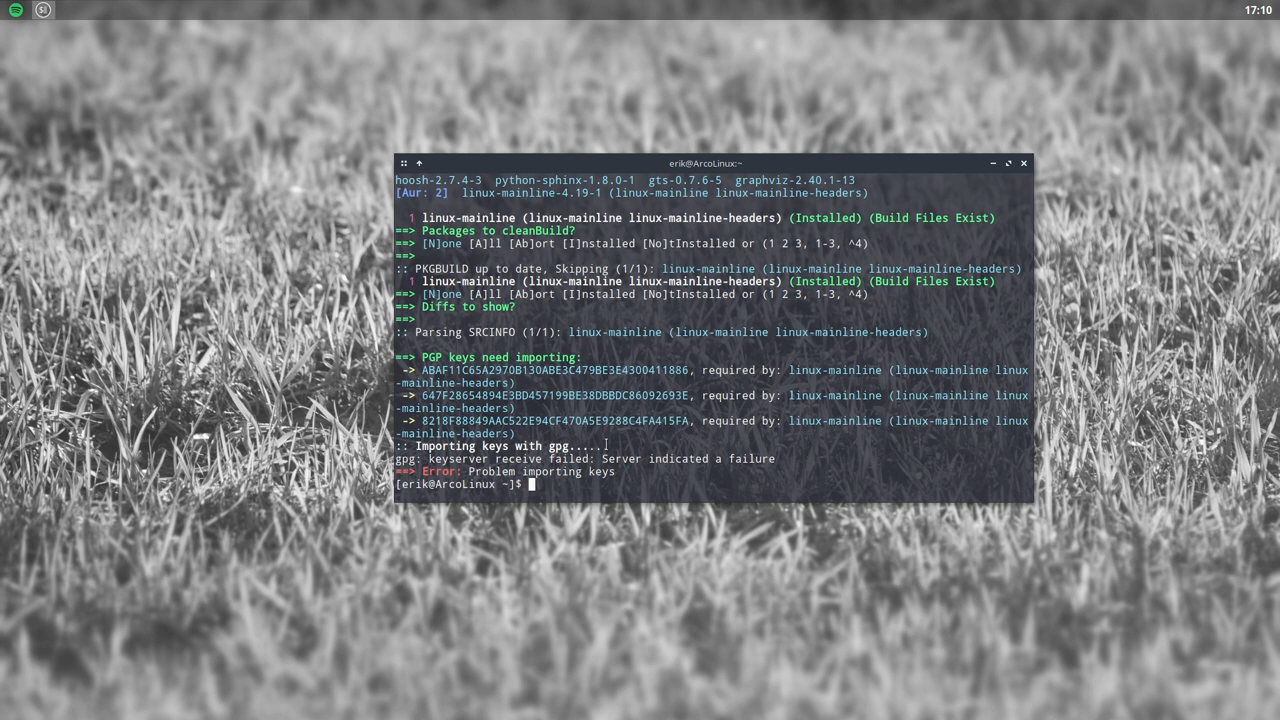 17:10
erik@ArcoLinux:~
hoosh-2.7.4-3  python-sphinx-1.8.0-1  gts-0.7.6-5  graphviz-2.40.1-13
[Aur: 2]  linux-mainline-4.19-1 (linux-mainline linux-mainline-headers)
1 linux-mainline (linux-mainline linux-mainline-headers) (Installed) (Build Files Exist)
==> Packages to cleanBuild?
==> [N]one [A]ll [Ab]ort [I]nstalled [No]tInstalled or (1 2 3, 1-3, ^4)
==>
:: PKGBUILD up to date, Skipping (1/1): linux-mainline (linux-mainline linux-mainline-headers)
1 linux-mainline (linux-mainline linux-mainline-headers) (Installed) (Build Files Exist)
==> [N]one [A]ll [Ab]ort [I]nstalled [No]tInstalled or (1 2 3, 1-3, ^4)
==> Diffs to show?
==>
:: Parsing SRCINFO (1/1): linux-mainline (linux-mainline linux-mainline-headers)
==> PGP keys need importing:
-> ABAF11C65A2970B130ABE3C479BE3E4300411886, required by: linux-mainline (linux-mainline linux
-mainline-headers)
-> 647F28654894E3BD457199BE38DBBDC86092693E, required by: linux-mainline (linux-mainline linux
-mainline-headers)
-> 8218F88849AAC522E94CF470A5E9288C4FA415FA, required by: linux-mainline (linux-mainline linux
-mainline-headers)
:: Importing keys with gpg.....
gpg: keyserver receive failed: Server indicated a failure
==> Error: Problem importing keys
[erik@ArcoLinux ~]$